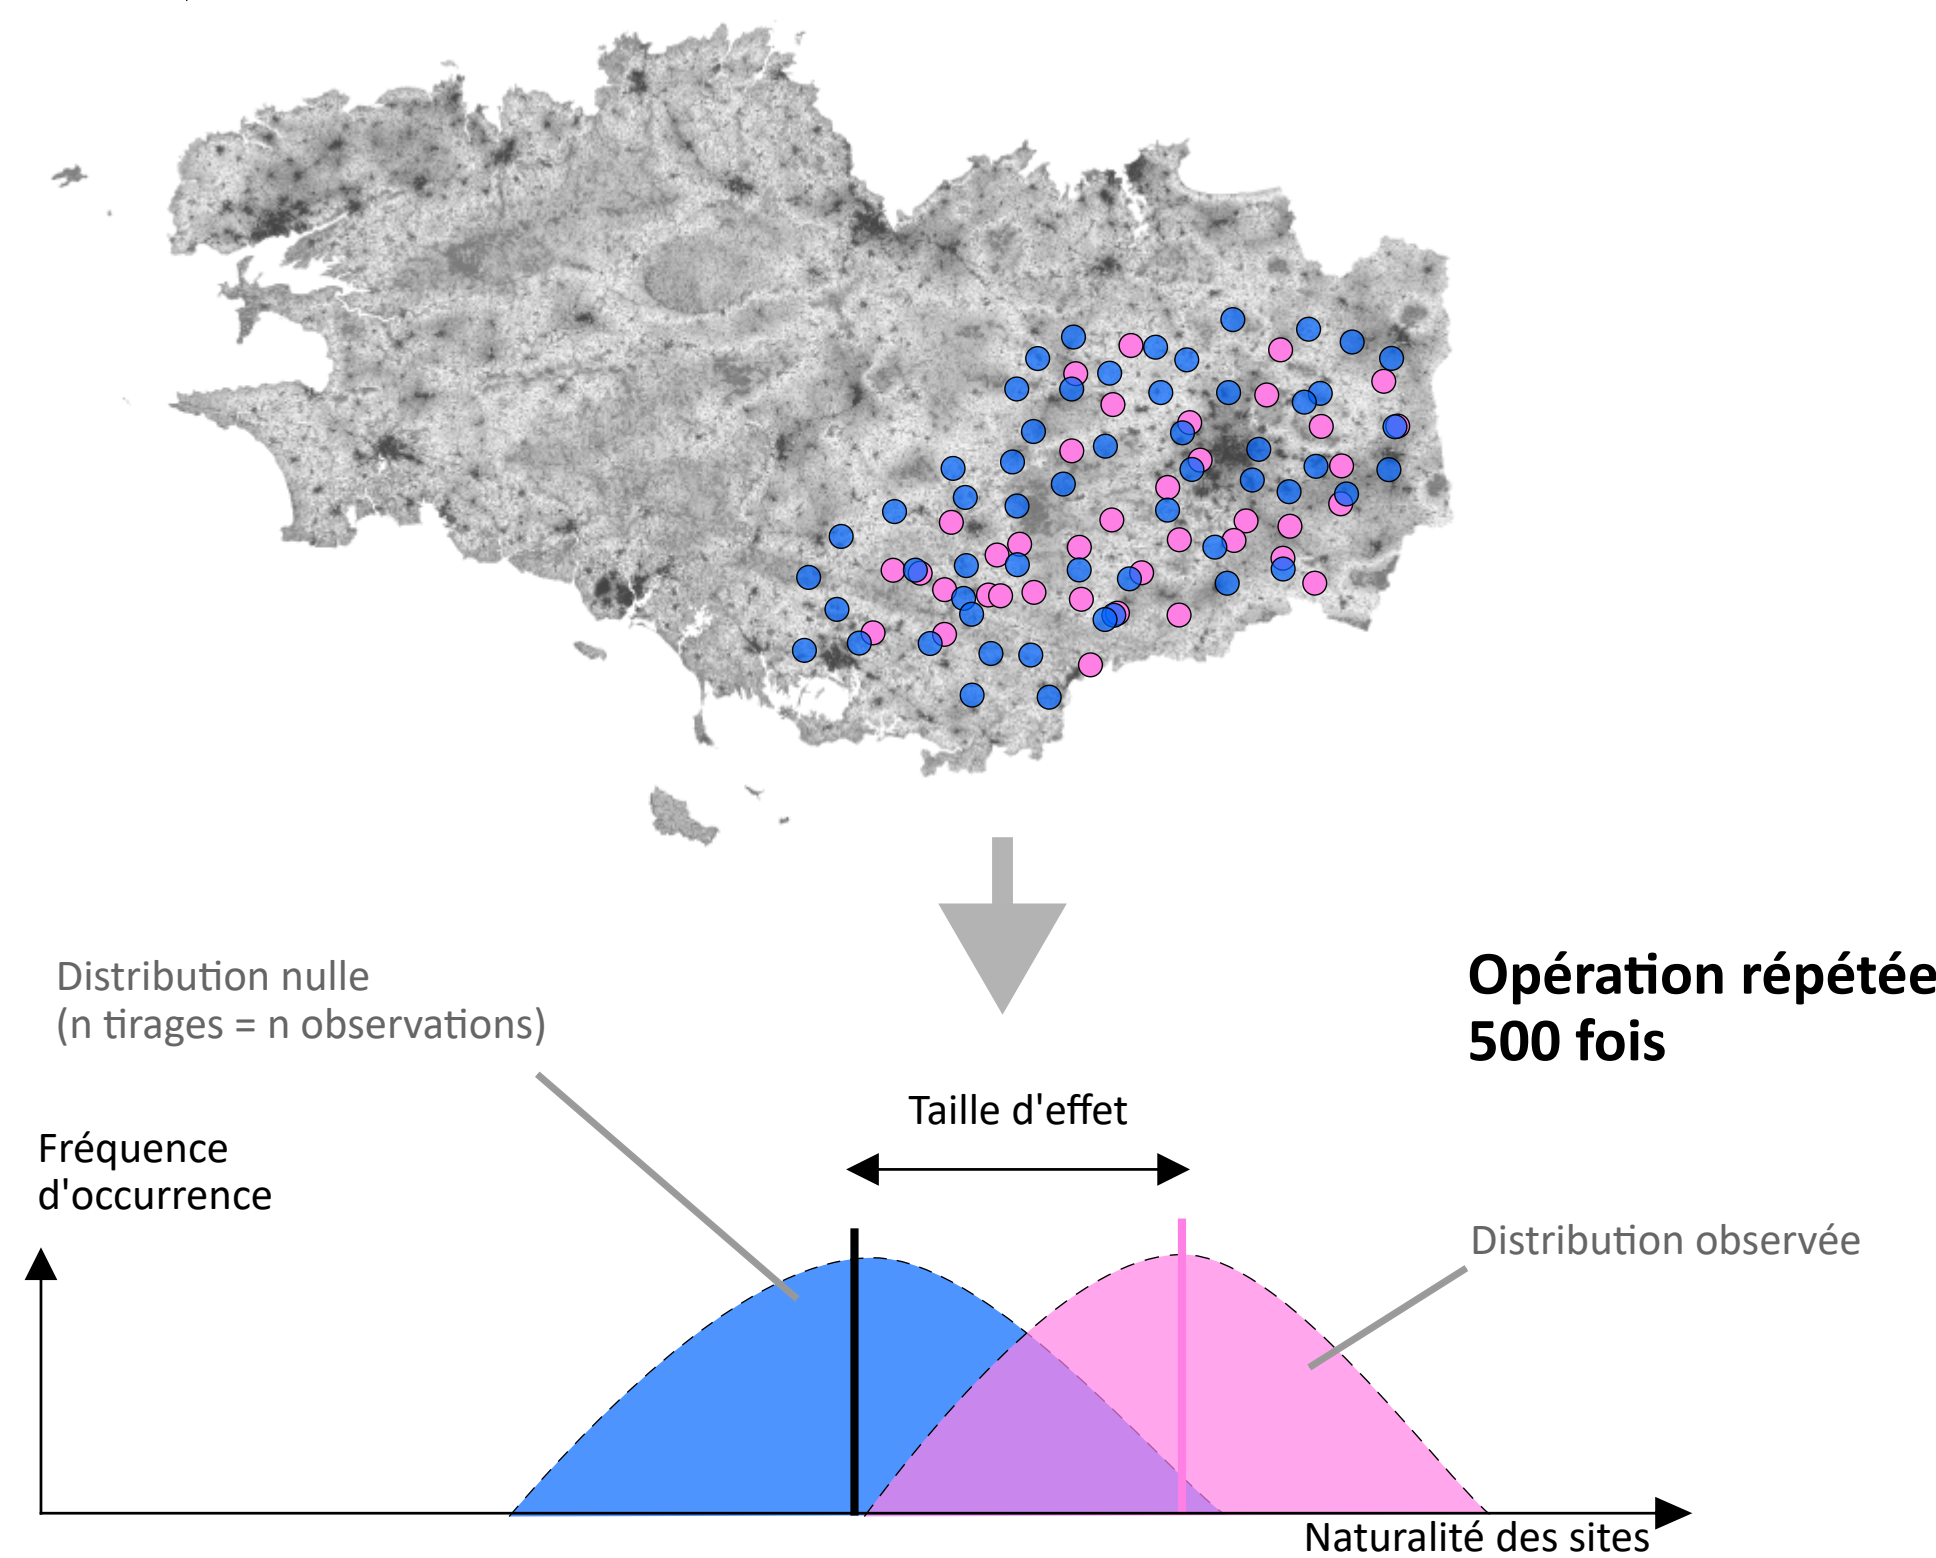 Distribution nulle
(n tirages = n observations)
Opération répétée
500 fois
Taille d'effet
Fréquence
d'occurrence
Distribution observée
Naturalité des sites